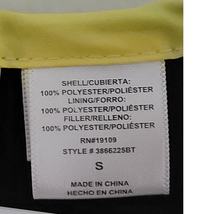 SHELL/CUBIERTA:
100% POLYESTER/POLIÉSTER
LINING/FORRO:
100% POLYESTER/POLIÉSTER
FILLER/RELLENO:
100% POLYESTER/POLIÉSTER
RN#19109
STYLE # 3866225BT
S
MADE IN CHINA
HECHO EN CHINA